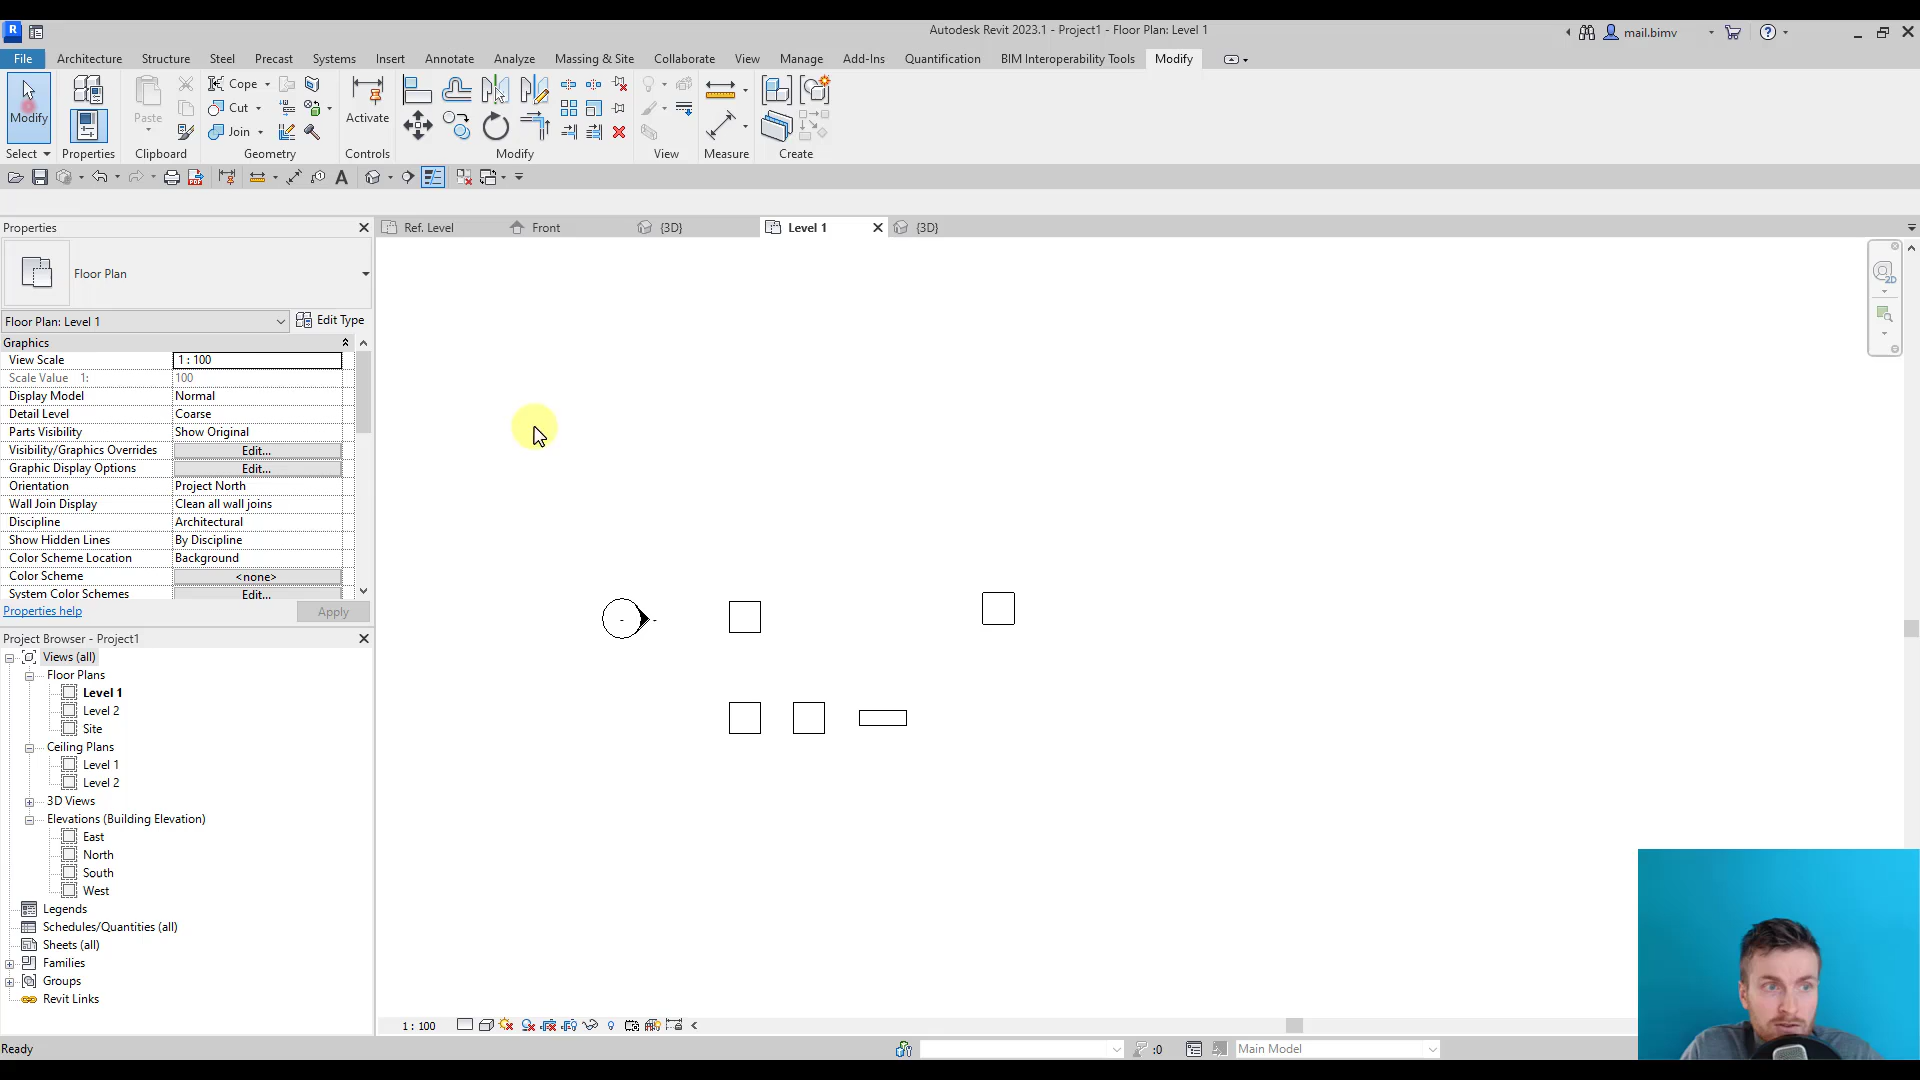 Autodesk Revit 2023.1 - Project1 - Floor Plan: Level 1
mail.bimv
File Architecture Structure Steel Precast Systems Insert Annotate Analyze Massing & Site Collaborate View Manage Add-Ins Quantification BIM Interoperability Tools Modify
Modify
Paste
Cope
Cut
Join
Activate
Select Properties Clipboard Geometry Controls Modify View Measure Create
Properties
Ref. Level Front {3D} Level 1 {3D}
Floor Plan
Floor Plan: Level 1 Edit Type
Graphics
View Scale 1 : 100
Scale Value 1: 100
Display Model Normal
Detail Level Coarse
Parts Visibility Show Original
Visibility/Graphics Overrides Edit...
Graphic Display Options Edit...
Orientation Project North
Wall Join Display Clean all wall joins
Discipline Architectural
Show Hidden Lines By Discipline
Color Scheme Location Background
Color Scheme <none>
System Color Schemes Edit...
Properties help Apply
Project Browser - Project1
Views (all)
Floor Plans
Level 1
Level 2
Site
Ceiling Plans
Level 1
Level 2
3D Views
Elevations (Building Elevation)
East
North
South
West
Legends
Schedules/Quantities (all)
Sheets (all)
Families
Groups
Revit Links
1 : 100
Ready :0 Main Model